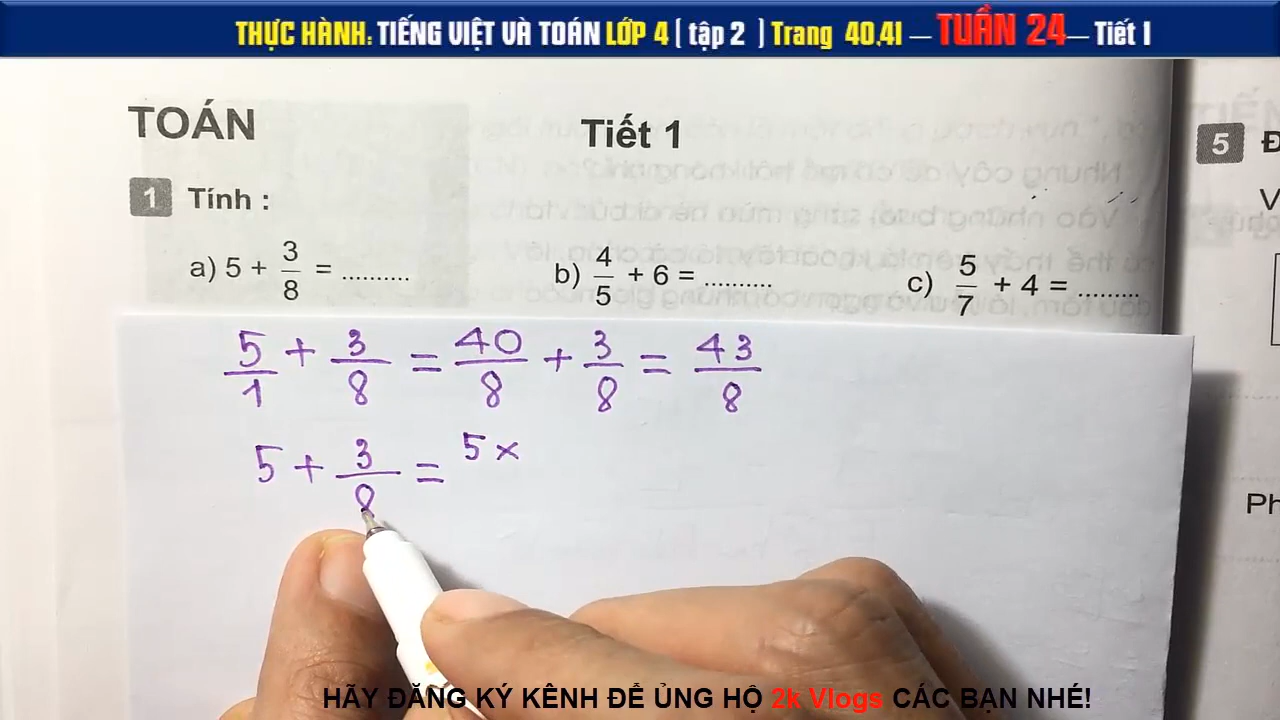 THỰC HÀNH: TIẾNG VIỆT VÀ TOÁN LỚP 4 ( tập 2 ) Trang 40,41 — TUẦN 24— Tiết 1
TOÁN
Tiết 1
5 Đ
1 Tính :
V
a) 5 + 3/8 = ..........
b) 4/5 + 6 = ..........
c) 5/7 + 4 = .........
5/1 + 3/8 = 40/8 + 3/8 = 43/8
5 + 3/8 = 5 ×
Ph
HÃY ĐĂNG KÝ KÊNH ĐỂ ỦNG HỘ 2k Vlogs CÁC BẠN NHÉ!